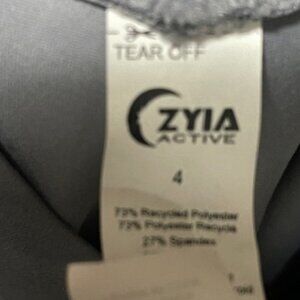 TEAR OFF
ZYIA
ACTIVE
4
73% Recycled Polyester
73% Polyester Recycle
27% Spandex